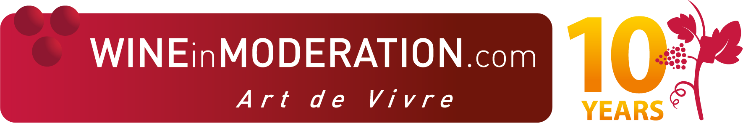 WINEinMODERATION.com
Art de Vivre
10
YEARS